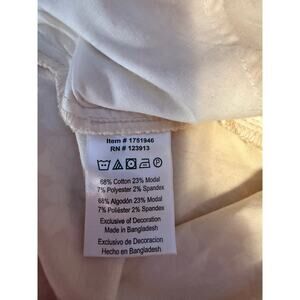 Item # 1751946
RN # 123913
68% Cotton 23% Modal
7% Polyester 2% Spandex
68% Algodón 23% Modal
7% Poliéster 2% Spandex
Exclusive of Decoration
Made in Bangladesh
Exclusivo de Decoracion
Hecho en Bangladesh